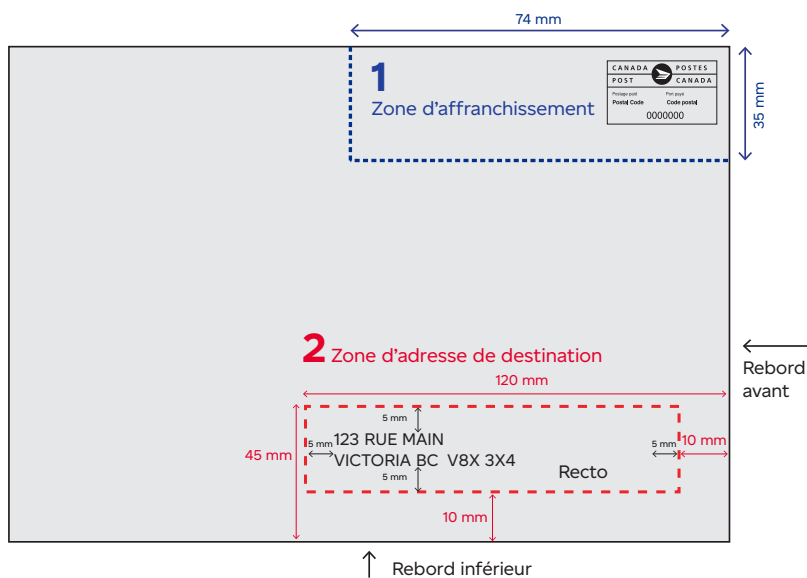 74 mm
1
Zone d'affranchissement
CANADA POSTES
POST CANADA
Postage paid Port payé
Postal Code Code postal
0000000
35 mm
2 Zone d'adresse de destination
Rebord
avant
120 mm
5 mm
5 mm 123 RUE MAIN 5 mm 10 mm
45 mm VICTORIA BC V8X 3X4
5 mm Recto
10 mm
Rebord inférieur